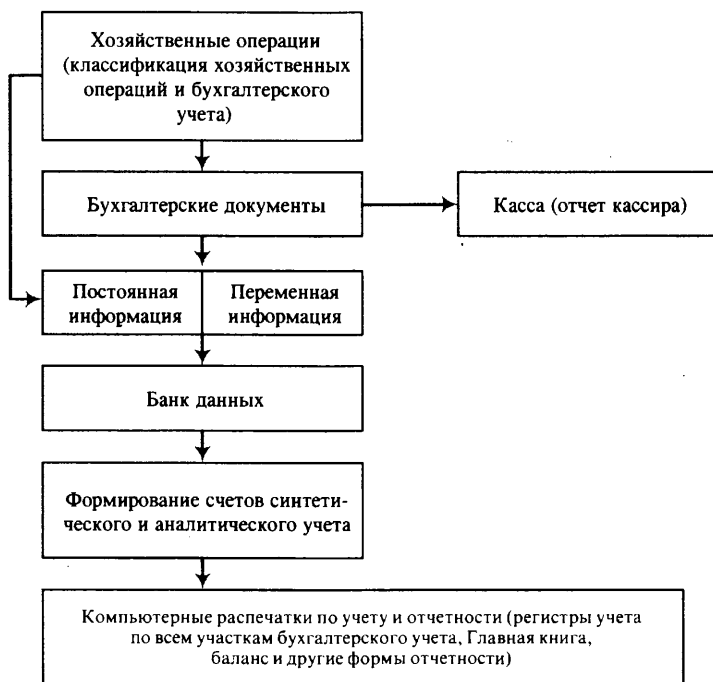 Хозяйственные операции
(классификация хозяйственных
операций и бухгалтерского
учета)
Бухгалтерские документы
Касса (отчет кассира)
Постоянная
информация
Переменная
информация
Банк данных
Формирование счетов синтети-
ческого и аналитического учета
Компьютерные распечатки по учету и отчетности (регистры учета
по всем участкам бухгалтерского учета, Главная книга,
баланс и другие формы отчетности)